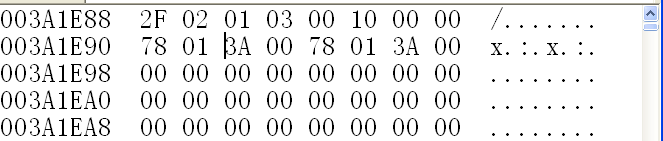 003A1E88 2F 02 01 03 00 10 00 00 /.......
003A1E90 78 01 3A 00 78 01 3A 00 x.:.x.:.
003A1E98 00 00 00 00 00 00 00 00 ........
003A1EA0 00 00 00 00 00 00 00 00 ........
003A1EA8 00 00 00 00 00 00 00 00 ........